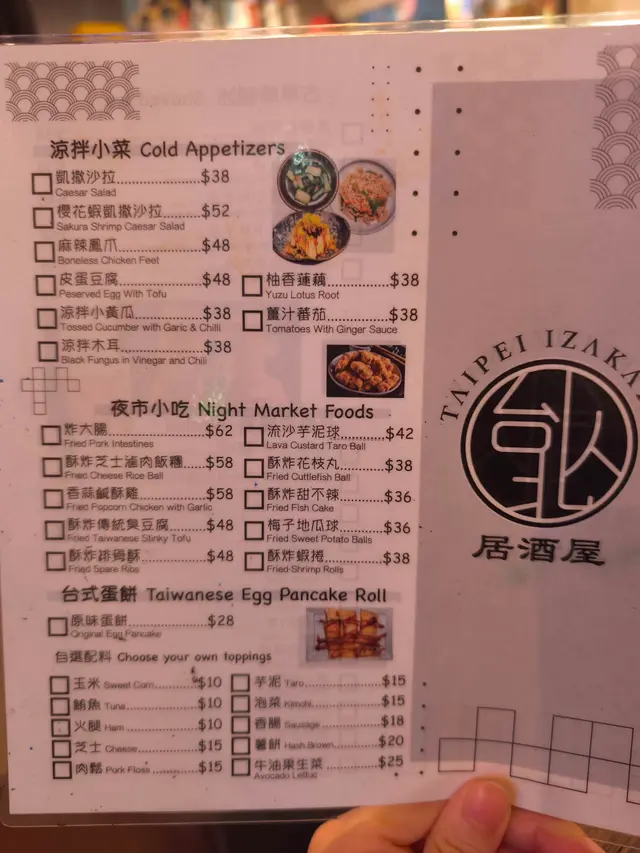 涼拌小菜 Cold Appetizers
凱撒沙拉 $38
Caesar Salad
櫻花蝦凱撒沙拉 $52
Sakura Shrimp Caesar Salad
麻辣鳳爪 $48
Boneless Chicken Feet
皮蛋豆腐 $48
Peserved Egg With Tofu
涼拌小黃瓜 $38
Tossed Cucumber with Garic & Chilli
涼拌木耳 $38
Black Fungus in Vinegar and Chili
柚香蓮藕 $38
Yuzu Lotus Root
薑汁蕃茄 $38
Tomatoes With Ginger Sauce
夜市小吃 Night Market Foods
炸大腸 $62
Fried Pork Intestines
酥炸芝士滷肉飯糰 $58
Fried Cheese Rice Ball
香蒜鹹酥雞 $58
Fried Popcorn Chicken with Garlic
酥炸傳統臭豆腐 $48
Fried Taiwanese Stinky Tofu
酥炸排骨酥 $48
Fried Spare Ribs
流沙芋泥球 $42
Lava Custard Taro Ball
酥炸花枝丸 $38
Fried Cuttlefish Ball
酥炸甜不辣 $36
Fried Fish Cake
梅子地瓜球 $36
Fried Sweet Potato Balls
酥炸蝦捲 $38
Fried Shrimp Rolls
台式蛋餅 Taiwanese Egg Pancake Roll
原味蛋餅 $28
Original Egg Pancake
自選配料 Choose your own toppings
玉米 Sweet Corn $10
鮪魚 Tuna $10
火腿 Ham $10
芝士 Cheese $15
肉鬆 Pork Floss $15
芋泥 Taro $15
泡菜 Kimchi $15
香腸 Sausage $18
薯餅 Hash Brown $20
牛油果生菜 $25
Avocado Lettuc
TAIPEI IZAKA
居酒屋